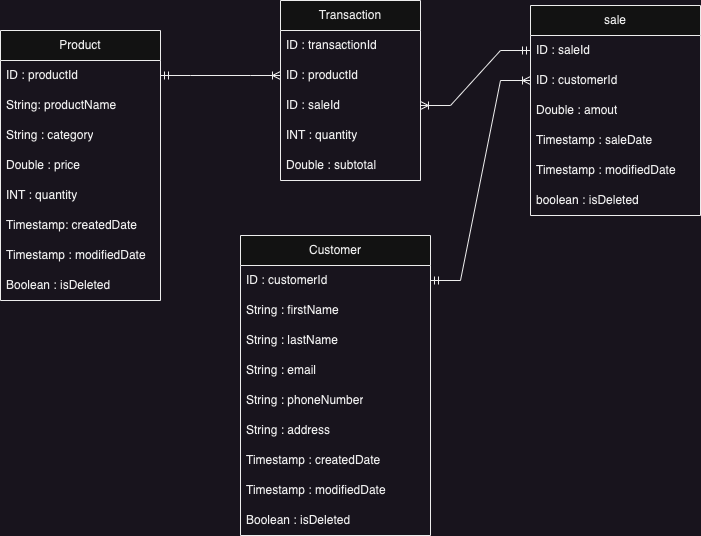 Product
ID : productId
String: productName
String : category
Double : price
INT : quantity
Timestamp: createdDate
Timestamp : modifiedDate
Boolean : isDeleted
Transaction
ID : transactionId
ID : productId
ID : saleId
INT : quantity
Double : subtotal
sale
ID : saleId
ID : customerId
Double : amout
Timestamp : saleDate
Timestamp : modifiedDate
boolean : isDeleted
Customer
ID : customerId
String : firstName
String : lastName
String : email
String : phoneNumber
String : address
Timestamp : createdDate
Timestamp : modifiedDate
Boolean : isDeleted